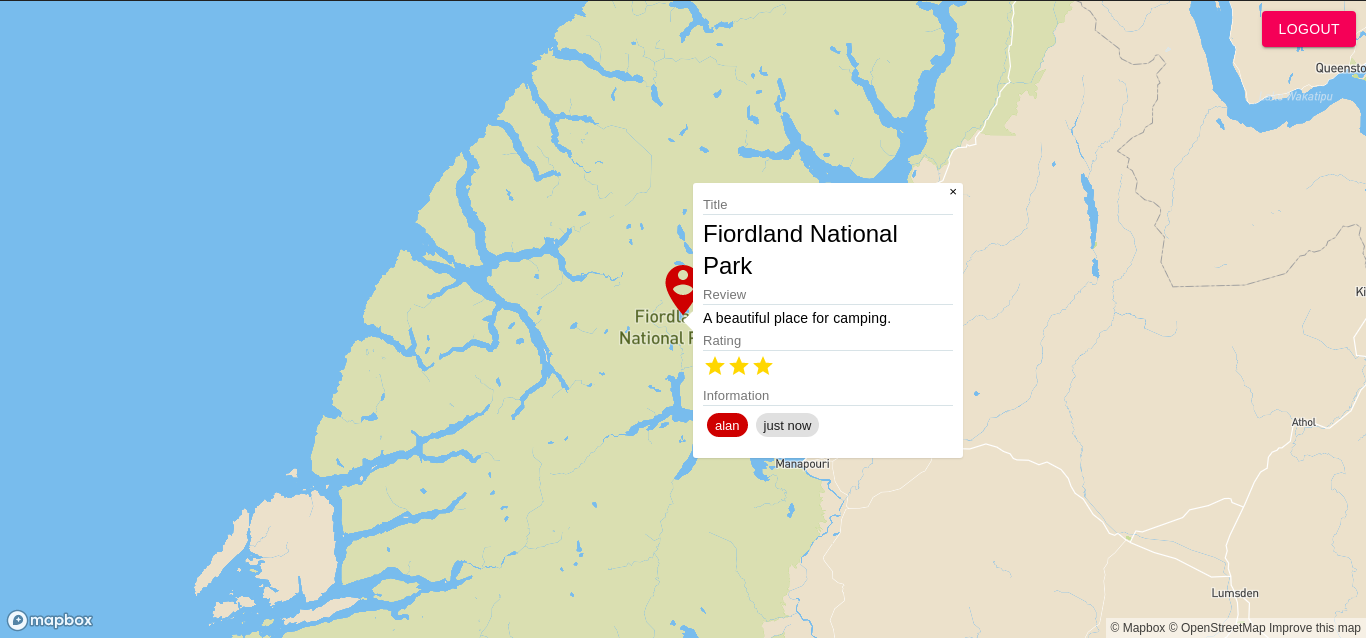 LOGOUT
Queensto
Lake Wakatipu
×
Title
Fiordland National
Park
Review
A beautiful place for camping.
Rating
Information
alan just now
Fiordla
National P
Ki
Athol
Manapouri
Lumsden
mapbox
© Mapbox © OpenStreetMap Improve this map